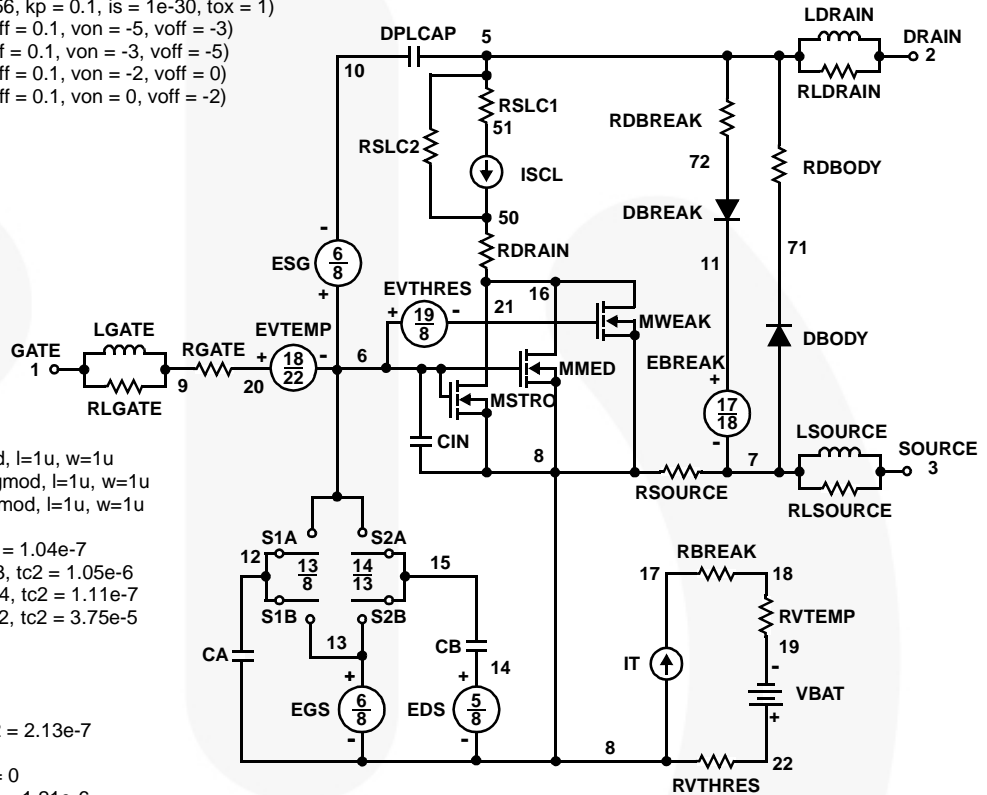 56, kp = 0.1, is = 1e-30, tox = 1)
ff = 0.1, von = -5, voff = -3)
f = 0.1, von = -3, voff = -5)
ff = 0.1, von = -2, voff = 0)
ff = 0.1, von = 0, voff = -2)
LDRAIN
DPLCAP
5
DRAIN
2
10
RLDRAIN
RSLC1
51
RDBREAK
RSLC2
72
RDBODY
ISCL
DBREAK
50
-
RDRAIN
71
6
8
ESG
11
EVTHRES
16
+
+
19
8
-
21
MWEAK
LGATE
EVTEMP
DBODY
GATE
1
RGATE
+
18
22
-
6
MMED
EBREAK
+
9
20
MSTRO
17
18
RLGATE
LSOURCE
CIN
-
SOURCE
3
8
7
RSOURCE
RLSOURCE
d, l=1u, w=1u
gmod, l=1u, w=1u
mod, l=1u, w=1u
= 1.04e-7
3, tc2 = 1.05e-6
4, tc2 = 1.11e-7
2, tc2 = 3.75e-5
S1A
S2A
12
13
8
14
13
15
RBREAK
17
18
S1B
S2B
RVTEMP
13
CB
19
CA
14
IT
-
+
+
VBAT
EGS
6
8
EDS
5
8
+
-
-
8
22
RVTHRES
= 2.13e-7
= 0